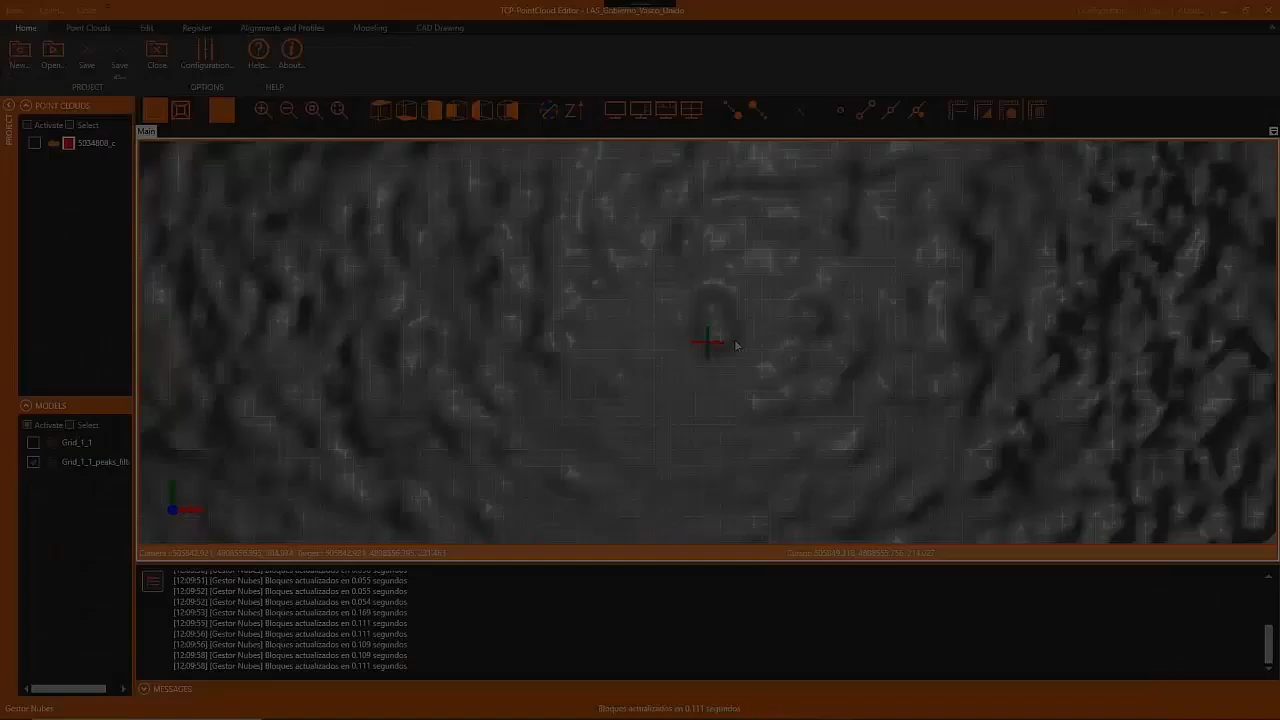 TCP-PointCloud Editor - LAS_Gobierno_Vasco_Unido
Home Point Clouds Edit Register Alignments and Profiles Modeling CAD Drawing
New... Open... Save Save Close Configuration... Help... About...
PROJECT OPTIONS HELP
PROJECT
POINT CLOUDS
Activate Select
5034808_c
Main
MODELS
Activate Select
Grid_1_1
Grid_1_1_peaks_filt
[12:09:51] [Gestor Nubes] Bloques actualizados en 0.055 segundos
[12:09:52] [Gestor Nubes] Bloques actualizados en 0.055 segundos
[12:09:52] [Gestor Nubes] Bloques actualizados en 0.054 segundos
[12:09:53] [Gestor Nubes] Bloques actualizados en 0.169 segundos
[12:09:55] [Gestor Nubes] Bloques actualizados en 0.111 segundos
[12:09:56] [Gestor Nubes] Bloques actualizados en 0.111 segundos
[12:09:56] [Gestor Nubes] Bloques actualizados en 0.109 segundos
[12:09:58] [Gestor Nubes] Bloques actualizados en 0.109 segundos
[12:09:58] [Gestor Nubes] Bloques actualizados en 0.111 segundos
MESSAGES
Gestor Nubes Bloques actualizados en 0.111 segundos